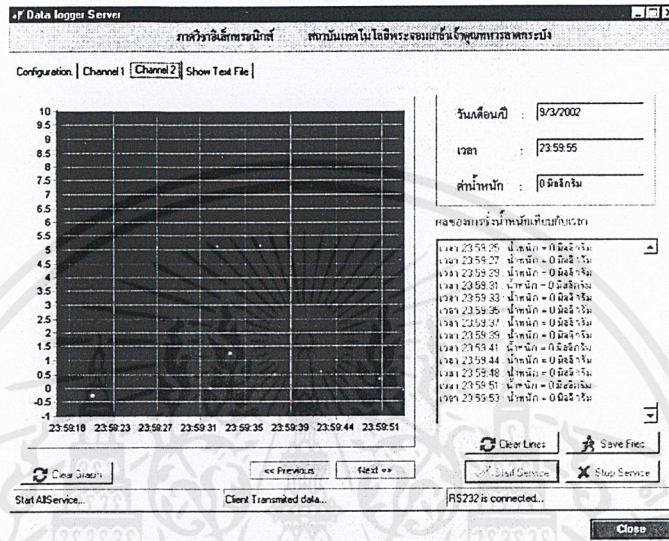 Data logger Server
ภาควิชาอิเล็กทรอนิกส์ สถาบันเทคโนโลยีพระจอมเกล้าเจ้าคุณทหารลาดกระบัง
Configuration. Channel 1 Channel 2 Show Text File
10
9.5
9
8.5
8
7.5
7
6.5
6
5.5
5
4.5
4
3.5
3
2.5
2
1.5
1
0.5
0
-0.5
-1
23:59:18 23:59:23 23:59:27 23:59:31 23:59:35 23:59:39 23:59:44 23:59:51
วัน/เดือน/ปี : 9/3/2002
เวลา : 23:59:55
ค่าน้ำหนัก : 0 มิลลิกรัม
ผลของการชั่งน้ำหนักเทียบกับเวลา
เวลา 23:59:25 น้ำหนัก = 0 มิลลิกรัม
เวลา 23:59:27 น้ำหนัก = 0 มิลลิกรัม
เวลา 23:59:29 น้ำหนัก = 0 มิลลิกรัม
เวลา 23:59:31 น้ำหนัก = 0 มิลลิกรัม
เวลา 23:59:33 น้ำหนัก = 0 มิลลิกรัม
เวลา 23:59:35 น้ำหนัก = 0 มิลลิกรัม
เวลา 23:59:37 น้ำหนัก = 0 มิลลิกรัม
เวลา 23:59:39 น้ำหนัก = 0 มิลลิกรัม
เวลา 23:59:41 น้ำหนัก = 0 มิลลิกรัม
เวลา 23:59:44 น้ำหนัก = 0 มิลลิกรัม
เวลา 23:59:48 น้ำหนัก = 0 มิลลิกรัม
เวลา 23:59:51 น้ำหนัก = 0 มิลลิกรัม
เวลา 23:59:53 น้ำหนัก = 0 มิลลิกรัม
Clear Lines Save Files
Clear Graph << Previous Next >> Start Service Stop Service
Start AllService... Client Transmited data... RS232 is connected...
Close